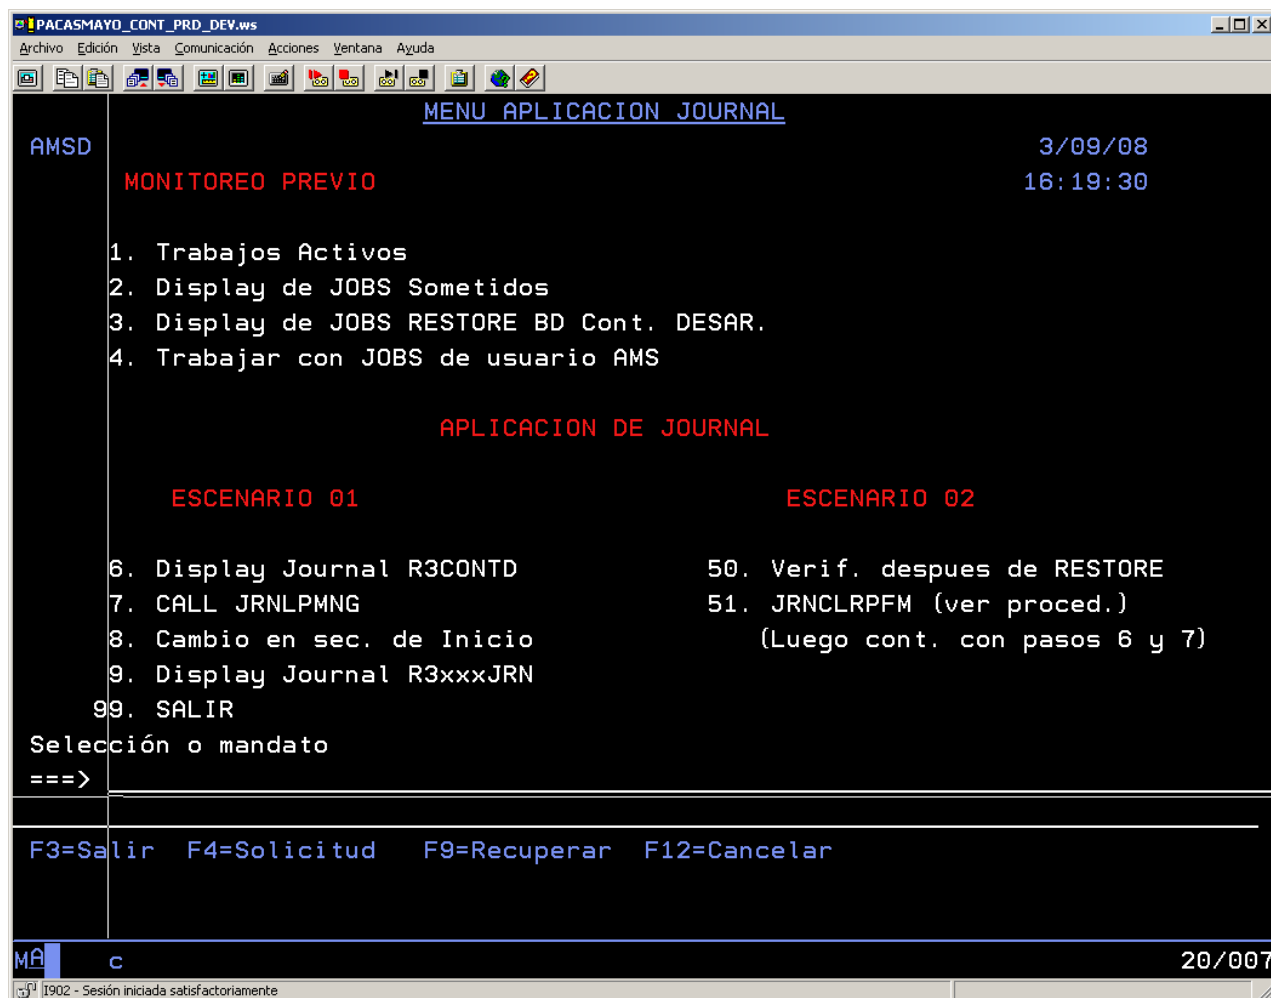 PACASMAYO_CONT_PRD_DEV.ws
Archivo Edición Vista Comunicación Acciones Ventana Ayuda
MENU APLICACION JOURNAL
AMSD 3/09/08
MONITOREO PREVIO 16:19:30
1. Trabajos Activos
2. Display de JOBS Sometidos
3. Display de JOBS RESTORE BD Cont. DESAR.
4. Trabajar con JOBS de usuario AMS
APLICACION DE JOURNAL
ESCENARIO 01 ESCENARIO 02
6. Display Journal R3CONTD 50. Verif. despues de RESTORE
7. CALL JRNLPMNG 51. JRNCLRPFM (ver proced.)
8. Cambio en sec. de Inicio (Luego cont. con pasos 6 y 7)
9. Display Journal R3xxxJRN
99. SALIR
Selección o mandato
===>
F3=Salir F4=Solicitud F9=Recuperar F12=Cancelar
MA c 20/007
I902 - Sesión iniciada satisfactoriamente